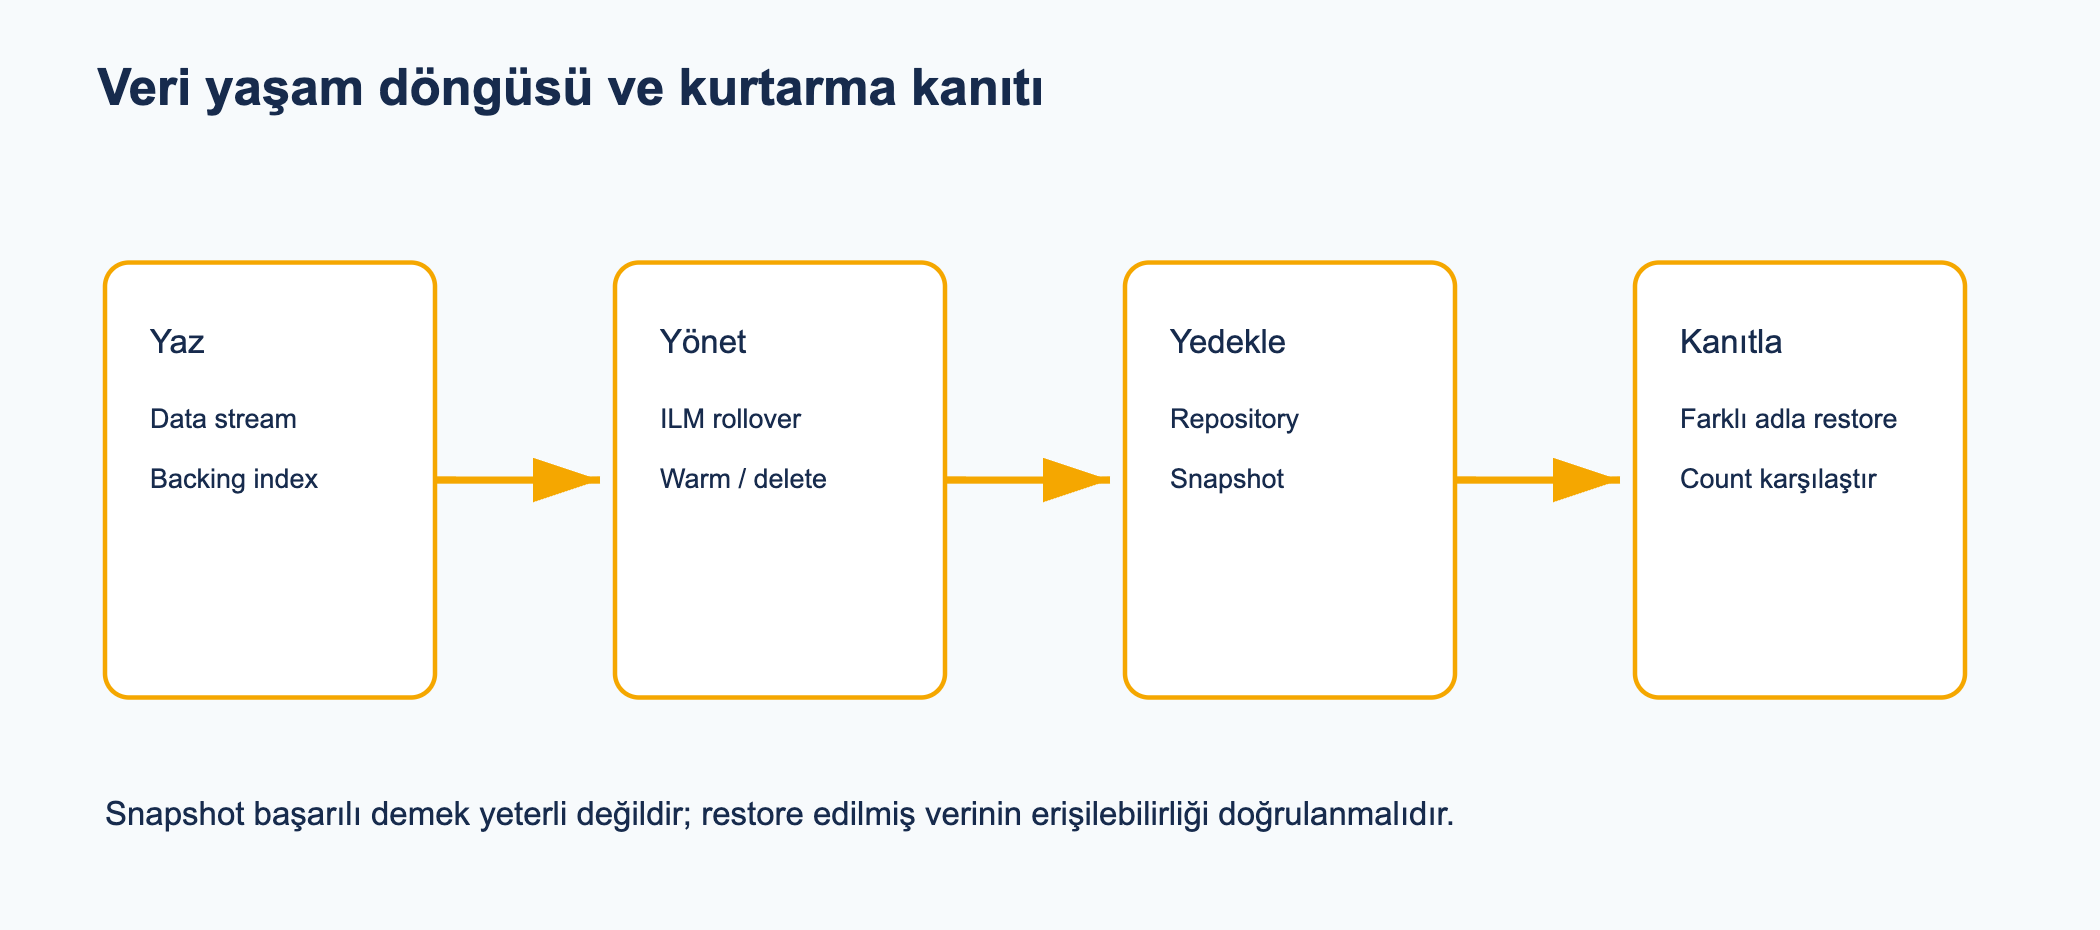 Veri yaşam döngüsü ve kurtarma kanıtı
Yaz
Data stream
Backing index
Yönet
ILM rollover
Warm / delete
Yedekle
Repository
Snapshot
Kanıtla
Farklı adla restore
Count karşılaştır
Snapshot başarılı demek yeterli değildir; restore edilmiş verinin erişilebilirliği doğrulanmalıdır.